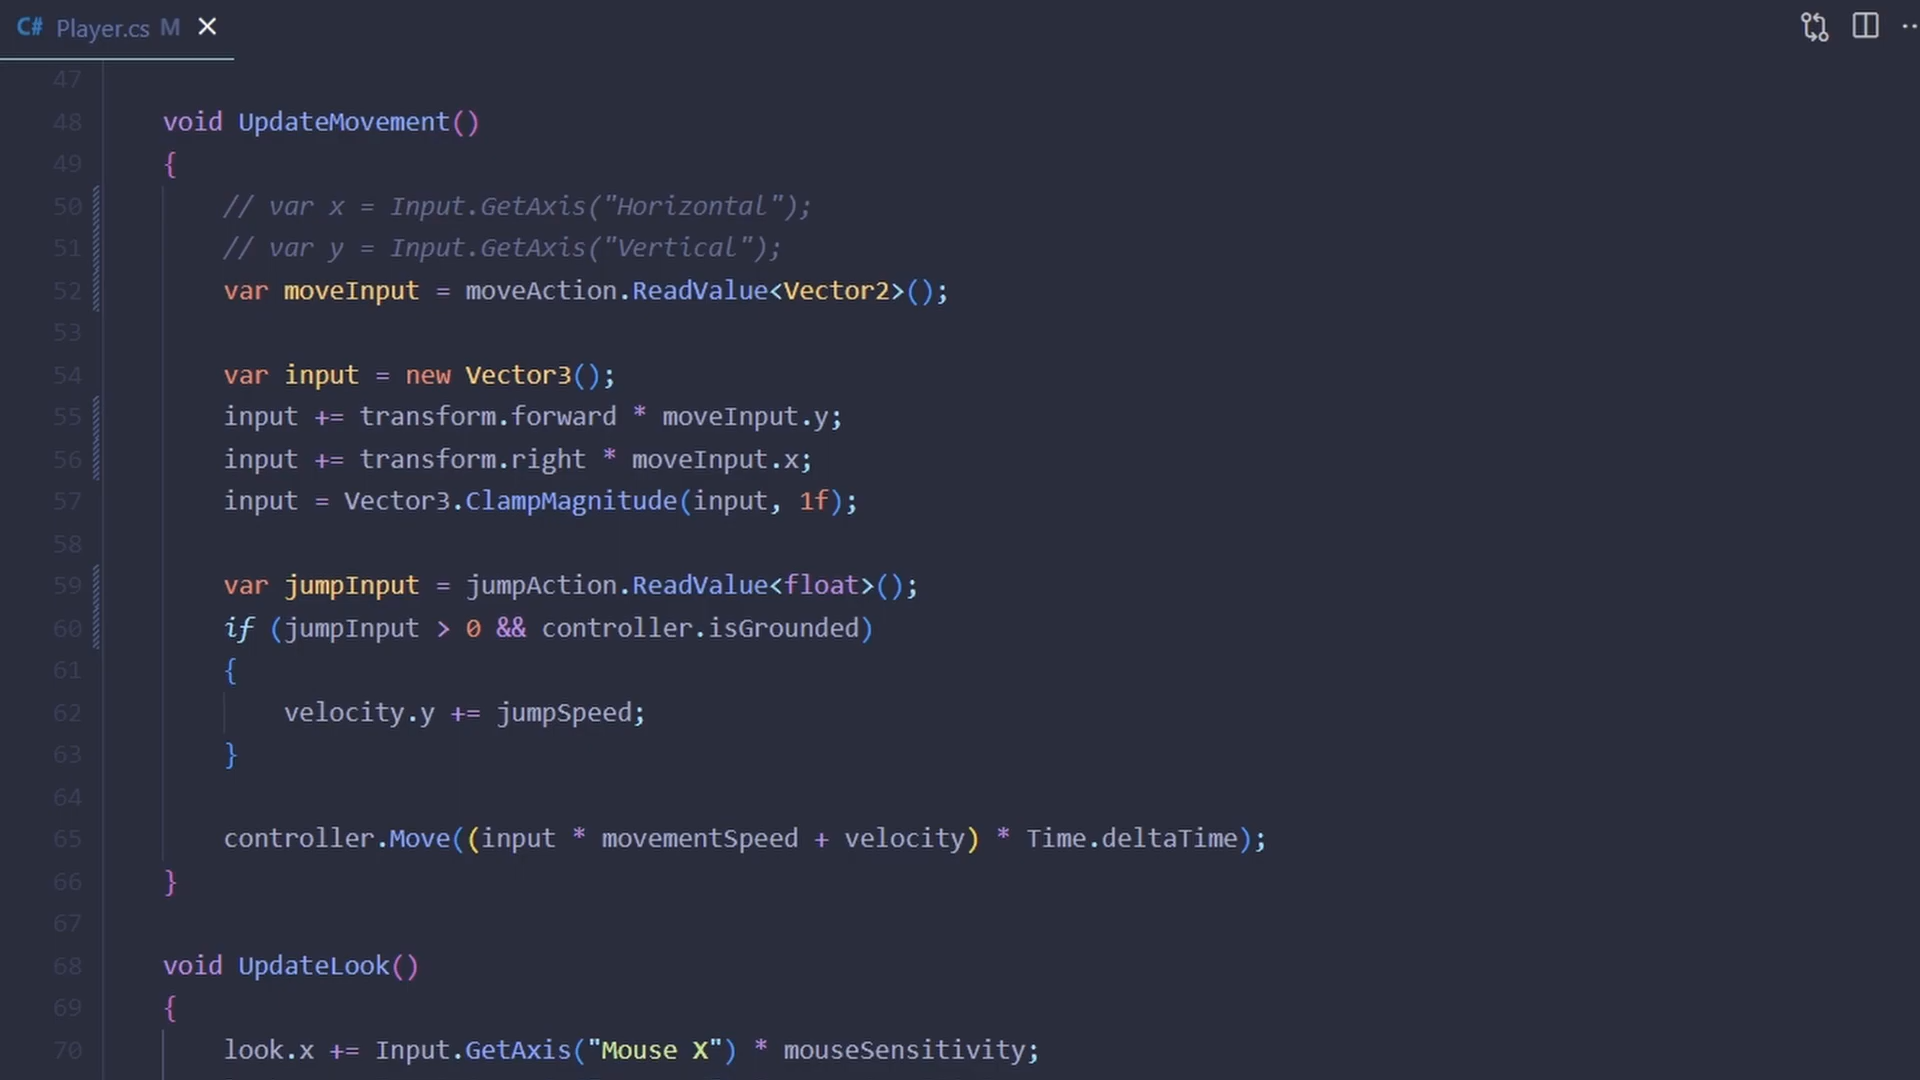 C# Player.cs M
47
48 void UpdateMovement()
49 {
50 // var x = Input.GetAxis("Horizontal");
51 // var y = Input.GetAxis("Vertical");
52 var moveInput = moveAction.ReadValue<Vector2>();
53
54 var input = new Vector3();
55 input += transform.forward * moveInput.y;
56 input += transform.right * moveInput.x;
57 input = Vector3.ClampMagnitude(input, 1f);
58
59 var jumpInput = jumpAction.ReadValue<float>();
60 if (jumpInput > 0 && controller.isGrounded)
61 {
62 velocity.y += jumpSpeed;
63 }
64
65 controller.Move((input * movementSpeed + velocity) * Time.deltaTime);
66 }
67
68 void UpdateLook()
69 {
70 look.x += Input.GetAxis("Mouse X") * mouseSensitivity;